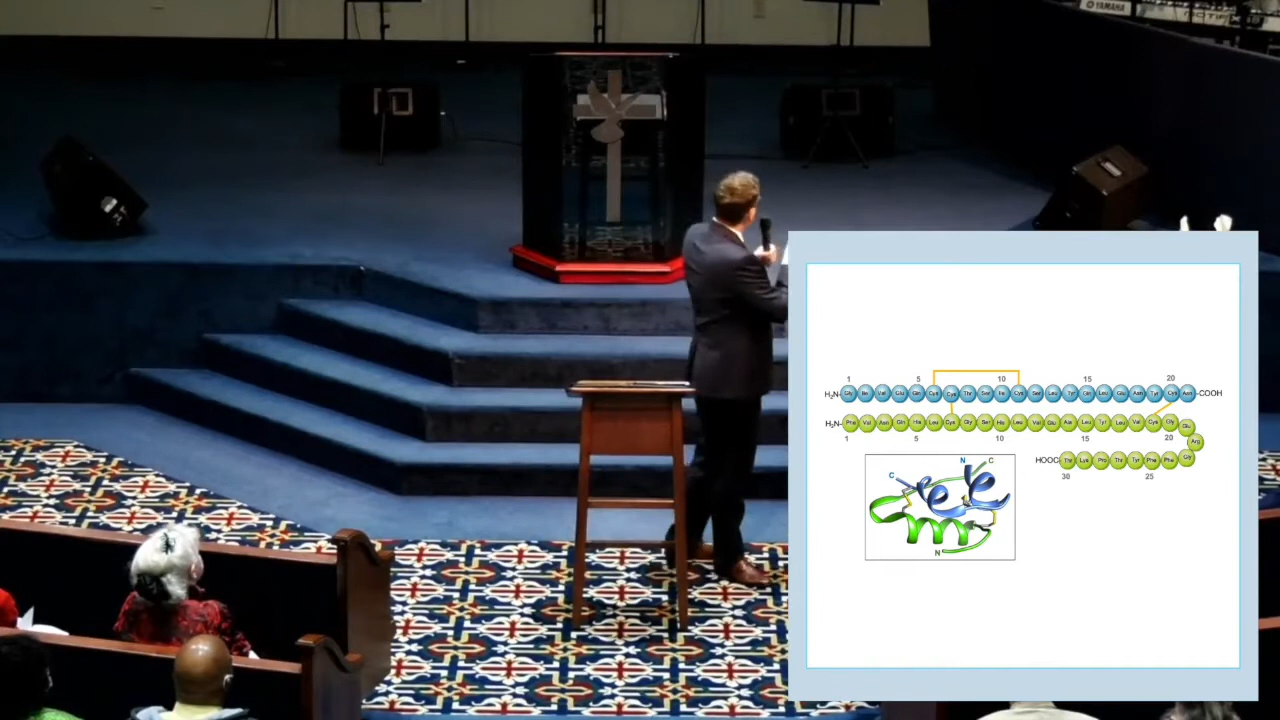 YAMAHA
1 5 10 15 20
H₂N- Gly Ile Val Glu Gln Cys Cys Thr Ser Ile Cys Ser Leu Tyr Gln Leu Glu Asn Tyr Cys Asn -COOH
H₂N- Phe Val Asn Gln His Leu Cys Gly Ser His Leu Val Glu Ala Leu Tyr Leu Val Cys Gly Glu
1 5 10 15 20
Arg
HOOC- Thr Lys Pro Thr Tyr Phe Phe Gly
30 25
N C
C
N